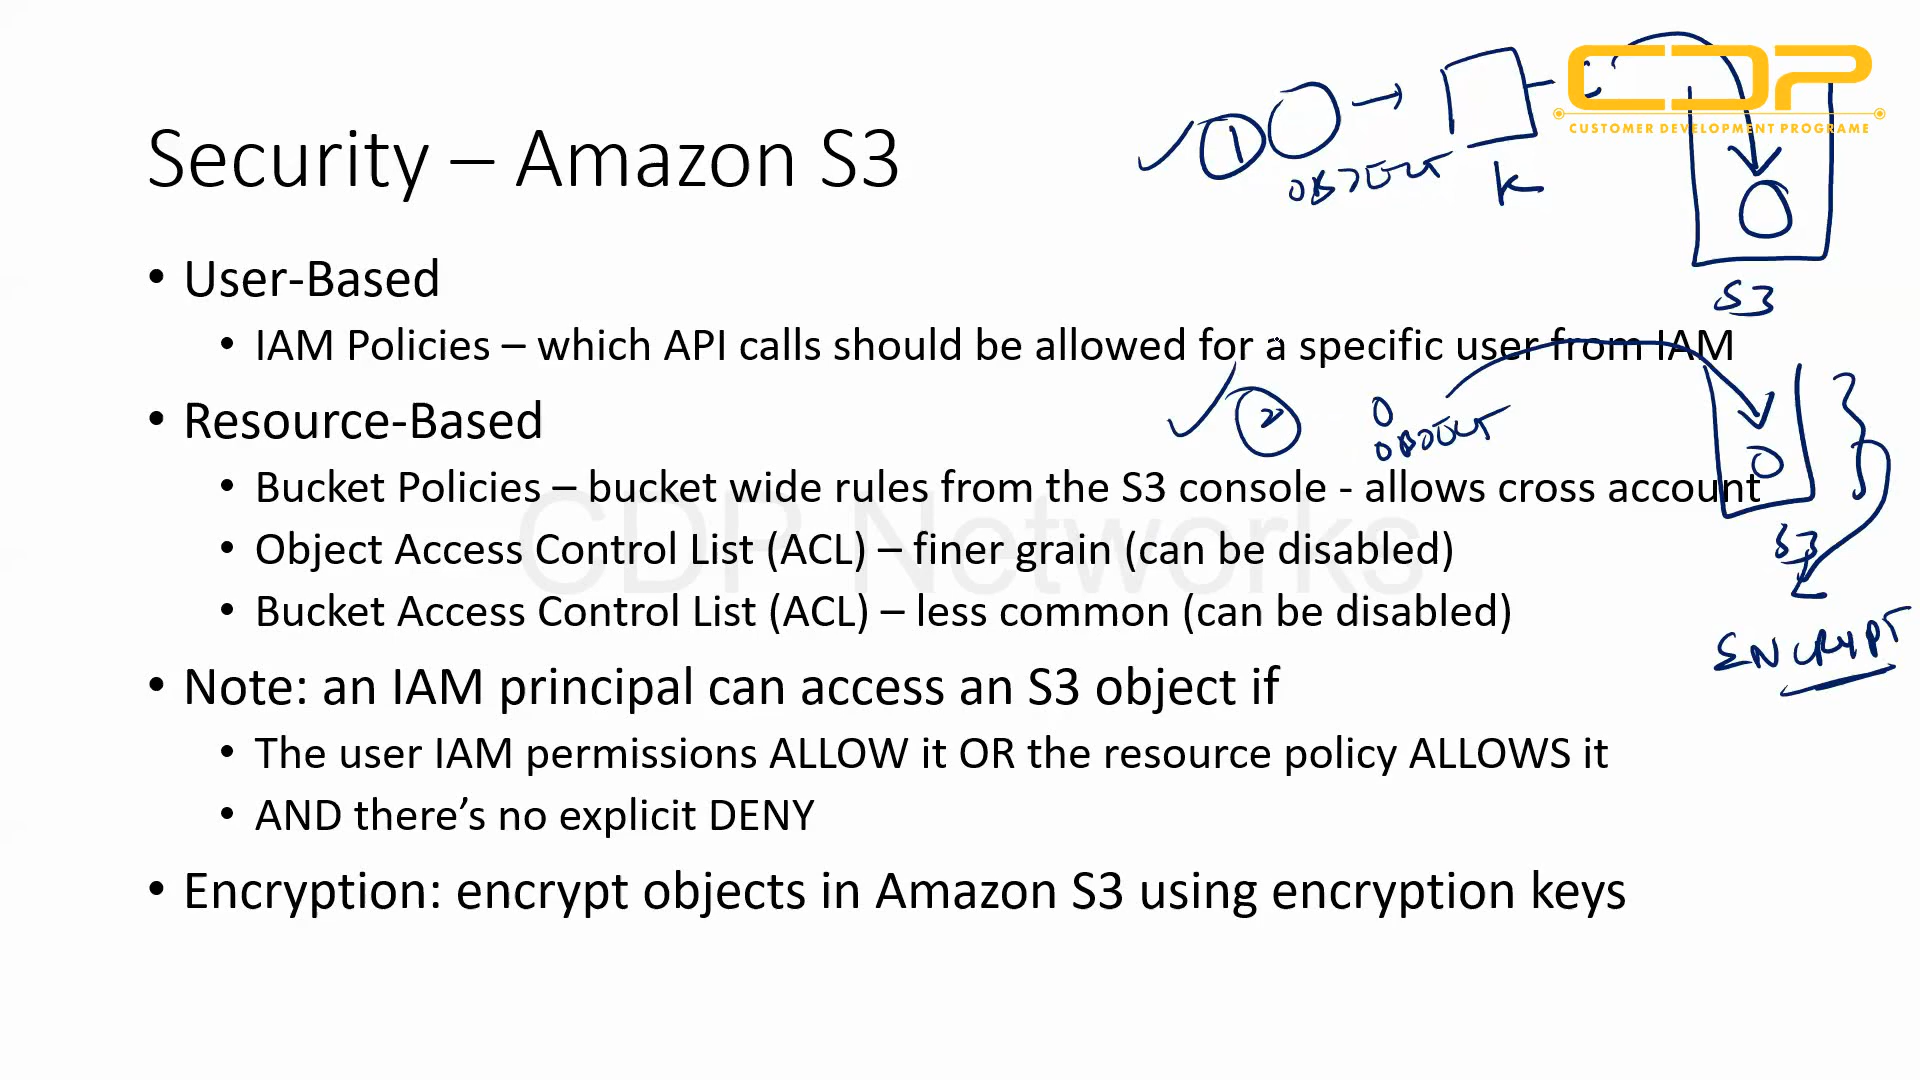 CDP
CUSTOMER DEVELOPMENT PROGRAME
Security – Amazon S3
1
OBJECT
K
S3
• User-Based
• IAM Policies – which API calls should be allowed for a specific user from IAM
• Resource-Based
2
OBJECT
• Bucket Policies – bucket wide rules from the S3 console - allows cross account
• Object Access Control List (ACL) – finer grain (can be disabled)
S3
• Bucket Access Control List (ACL) – less common (can be disabled)
ENCRYPT
CDP Networks
• Note: an IAM principal can access an S3 object if
• The user IAM permissions ALLOW it OR the resource policy ALLOWS it
• AND there’s no explicit DENY
• Encryption: encrypt objects in Amazon S3 using encryption keys